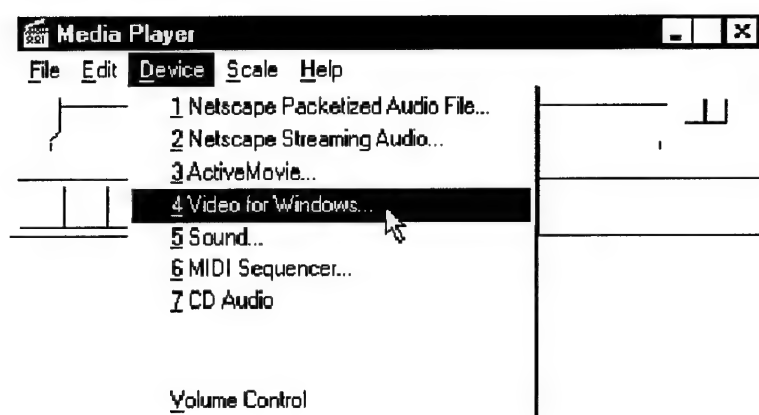 Media Player
File Edit Device Scale Help
1 Netscape Packetized Audio File...
2 Netscape Streaming Audio...
3 ActiveMovie...
4 Video for Windows...
5 Sound...
6 MIDI Sequencer...
7 CD Audio
Volume Control